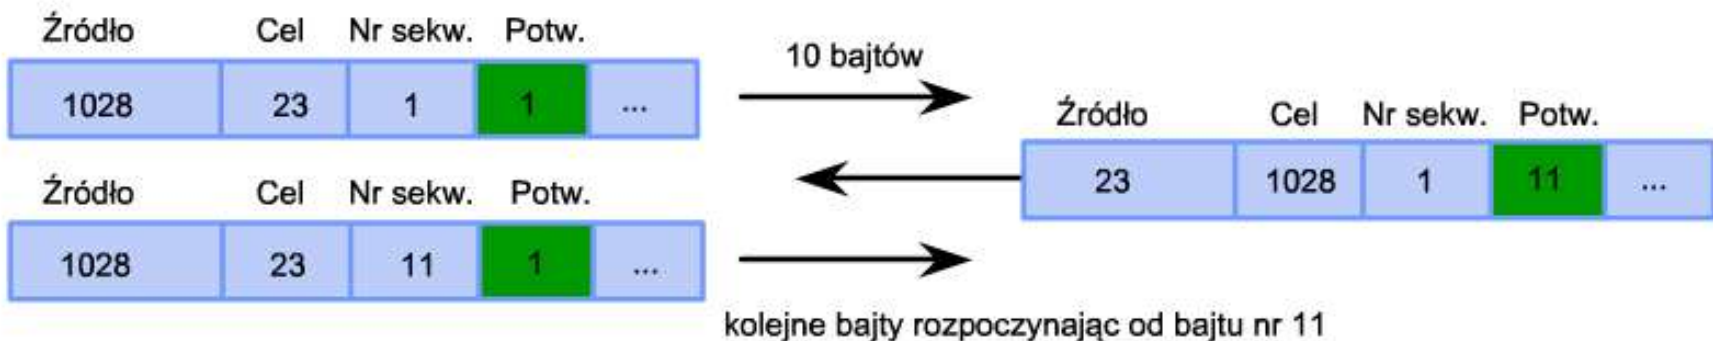 Źródło Cel Nr sekw. Potw.
1028 23 1 1 ...
10 bajtów
Źródło Cel Nr sekw. Potw.
23 1028 1 11 ...
Źródło Cel Nr sekw. Potw.
1028 23 11 1 ...
kolejne bajty rozpoczynając od bajtu nr 11